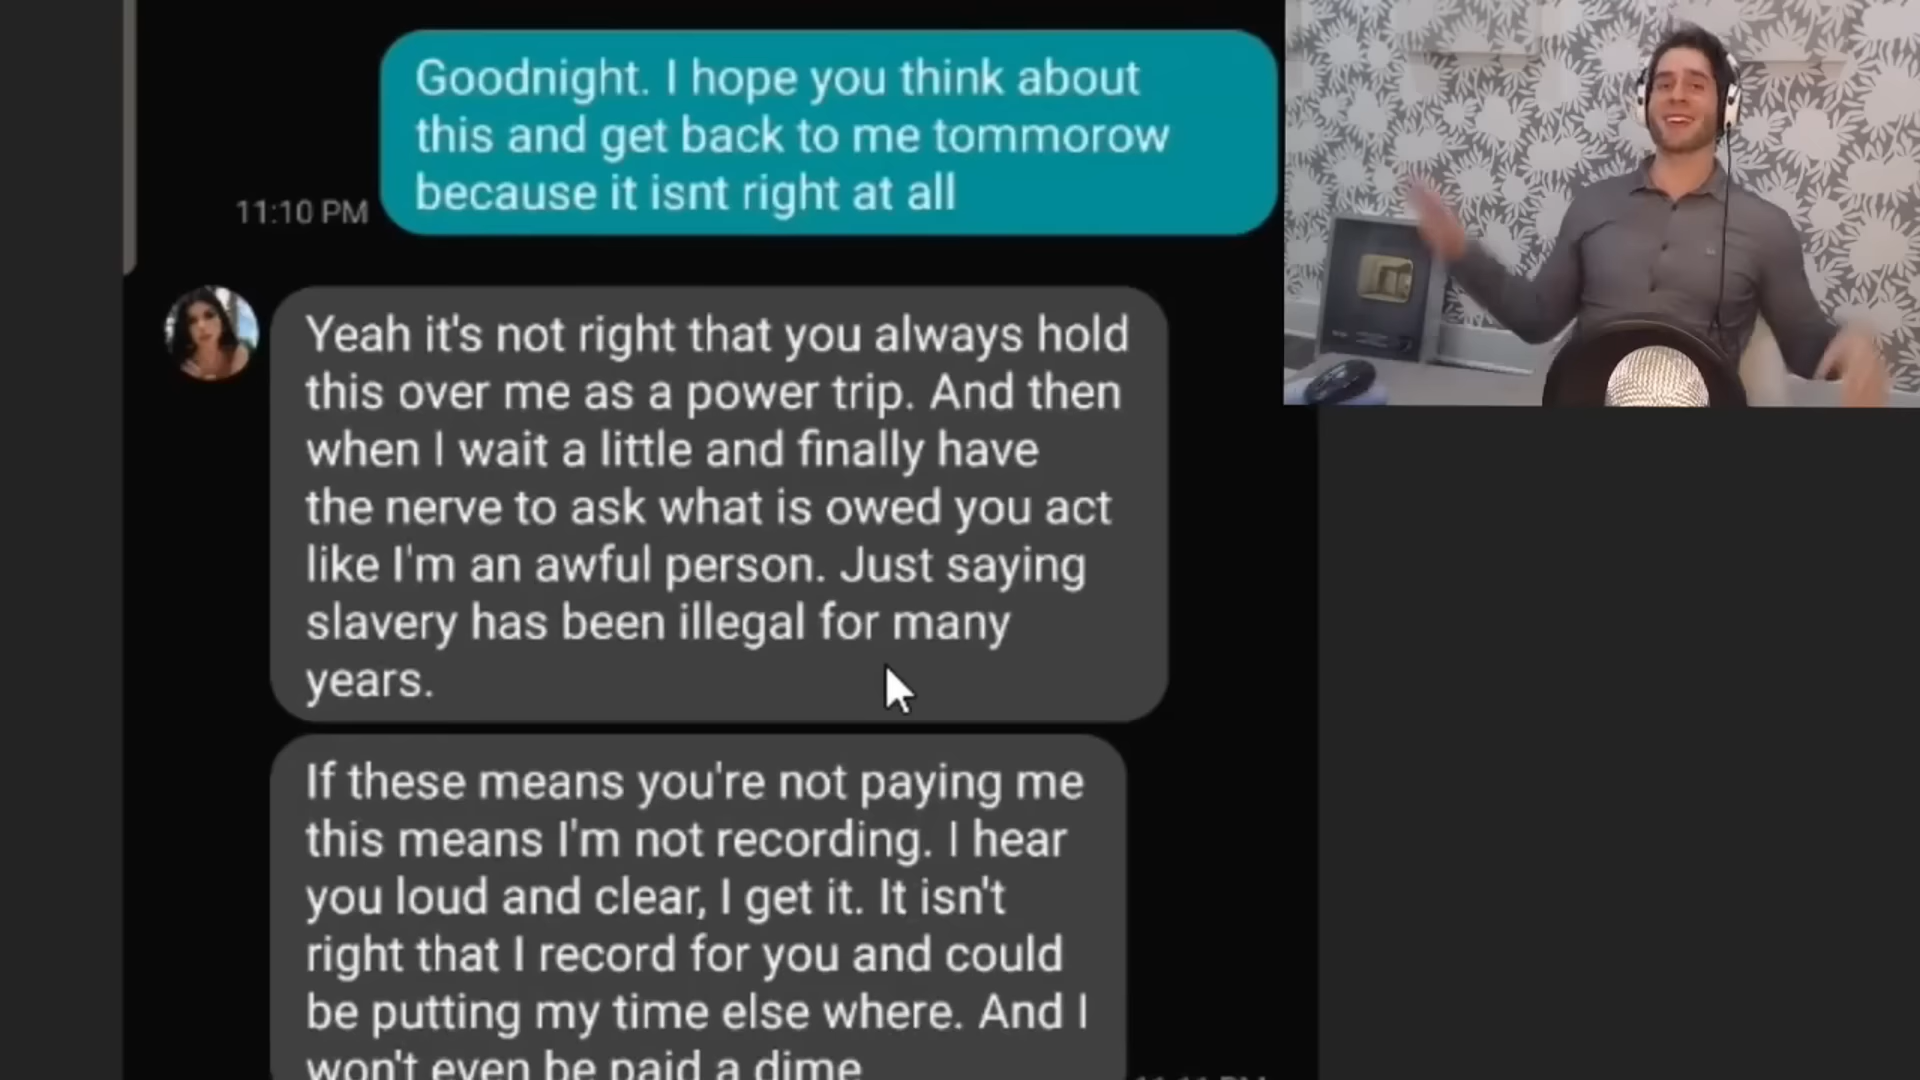 Goodnight. I hope you think about
this and get back to me tommorow
because it isnt right at all
11:10 PM
Yeah it's not right that you always hold
this over me as a power trip. And then
when I wait a little and finally have
the nerve to ask what is owed you act
like I'm an awful person. Just saying
slavery has been illegal for many
years.
If these means you're not paying me
this means I'm not recording. I hear
you loud and clear, I get it. It isn't
right that I record for you and could
be putting my time else where. And I
won't even be paid a dime